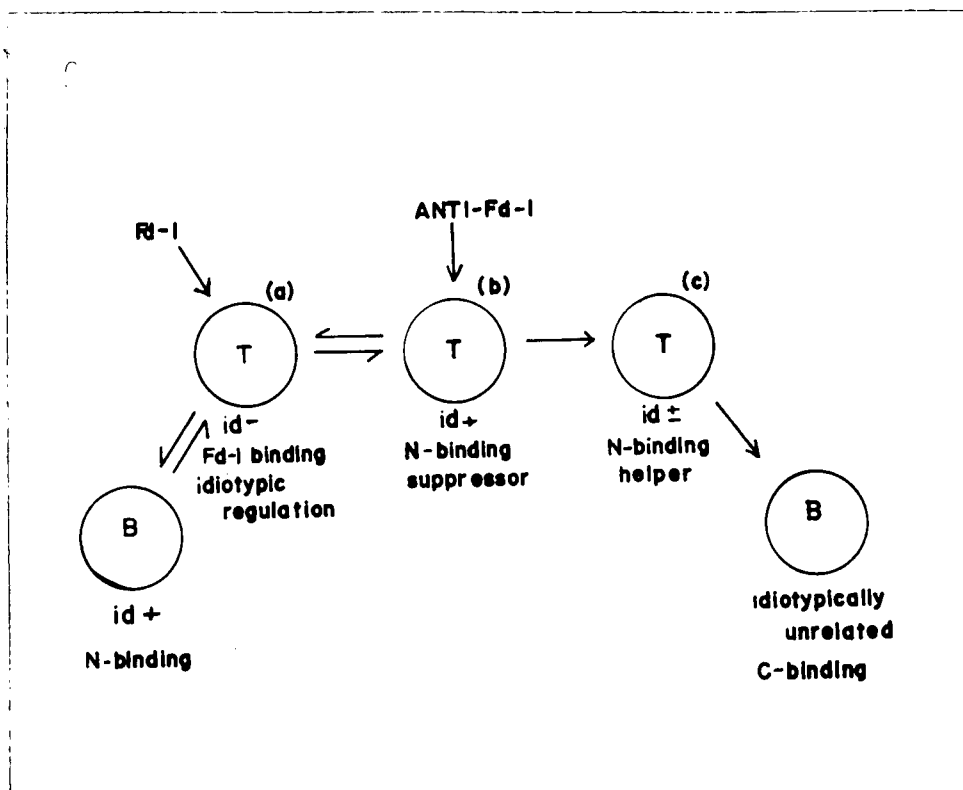 ANTI-Fd-I
Fd-I
(a)
(b)
(c)
T
T
T
id-
id+
id ±
Fd-I binding
idiotypic
regulation
N-binding
suppressor
N-binding
helper
B
id +
N-binding
B
idiotypically
unrelated
C-binding